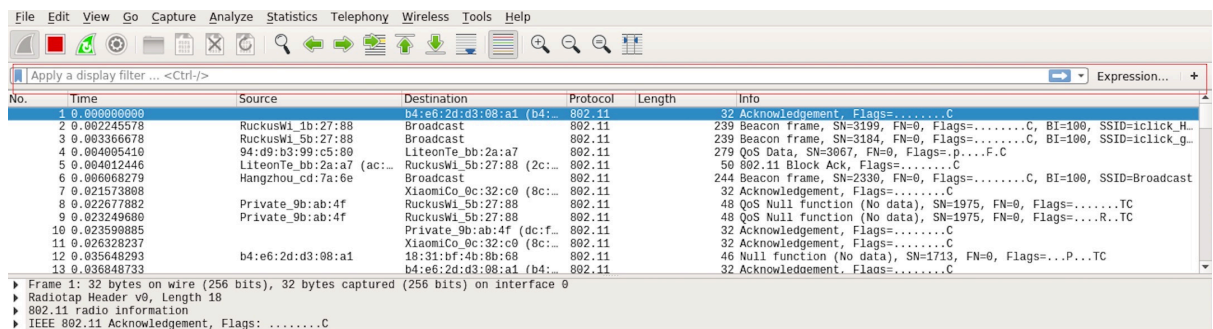 File Edit View Go Capture Analyze Statistics Telephony Wireless Tools Help
Apply a display filter ... <Ctrl-/> Expression... +
No. Time Source Destination Protocol Length Info
1 0.000000000 b4:e6:2d:d3:08:a1 (b4:… 802.11 32 Acknowledgement, Flags=........C
2 0.002245578 RuckusWi_1b:27:88 Broadcast 802.11 239 Beacon frame, SN=3199, FN=0, Flags=........C, BI=100, SSID=iclick_H…
3 0.003366678 RuckusWi_5b:27:88 Broadcast 802.11 239 Beacon frame, SN=3184, FN=0, Flags=........C, BI=100, SSID=iclick_g…
4 0.004005410 94:d9:b3:99:c5:80 LiteonTe_bb:2a:a7 802.11 279 QoS Data, SN=3067, FN=0, Flags=.p....F.C
5 0.004012446 LiteonTe_bb:2a:a7 (ac:… RuckusWi_5b:27:88 (2c:… 802.11 50 802.11 Block Ack, Flags=........C
6 0.006068279 Hangzhou_cd:7a:6e Broadcast 802.11 244 Beacon frame, SN=2330, FN=0, Flags=........C, BI=100, SSID=Broadcast
7 0.021573808 XiaomiCo_0c:32:c0 (8c:… 802.11 32 Acknowledgement, Flags=........C
8 0.022677882 Private_9b:ab:4f RuckusWi_5b:27:88 802.11 48 QoS Null function (No data), SN=1975, FN=0, Flags=.......TC
9 0.023249680 Private_9b:ab:4f RuckusWi_5b:27:88 802.11 48 QoS Null function (No data), SN=1975, FN=0, Flags=....R..TC
10 0.023590885 Private_9b:ab:4f (dc:f… 802.11 32 Acknowledgement, Flags=........C
11 0.026328237 XiaomiCo_0c:32:c0 (8c:… 802.11 32 Acknowledgement, Flags=........C
12 0.035648293 b4:e6:2d:d3:08:a1 18:31:bf:4b:8b:68 802.11 46 Null function (No data), SN=1713, FN=0, Flags=...P...TC
13 0.036848733 b4:e6:2d:d3:08:a1 (b4:… 802.11 32 Acknowledgement, Flags=........C
Frame 1: 32 bytes on wire (256 bits), 32 bytes captured (256 bits) on interface 0
Radiotap Header v0, Length 18
802.11 radio information
IEEE 802.11 Acknowledgement, Flags: ........C